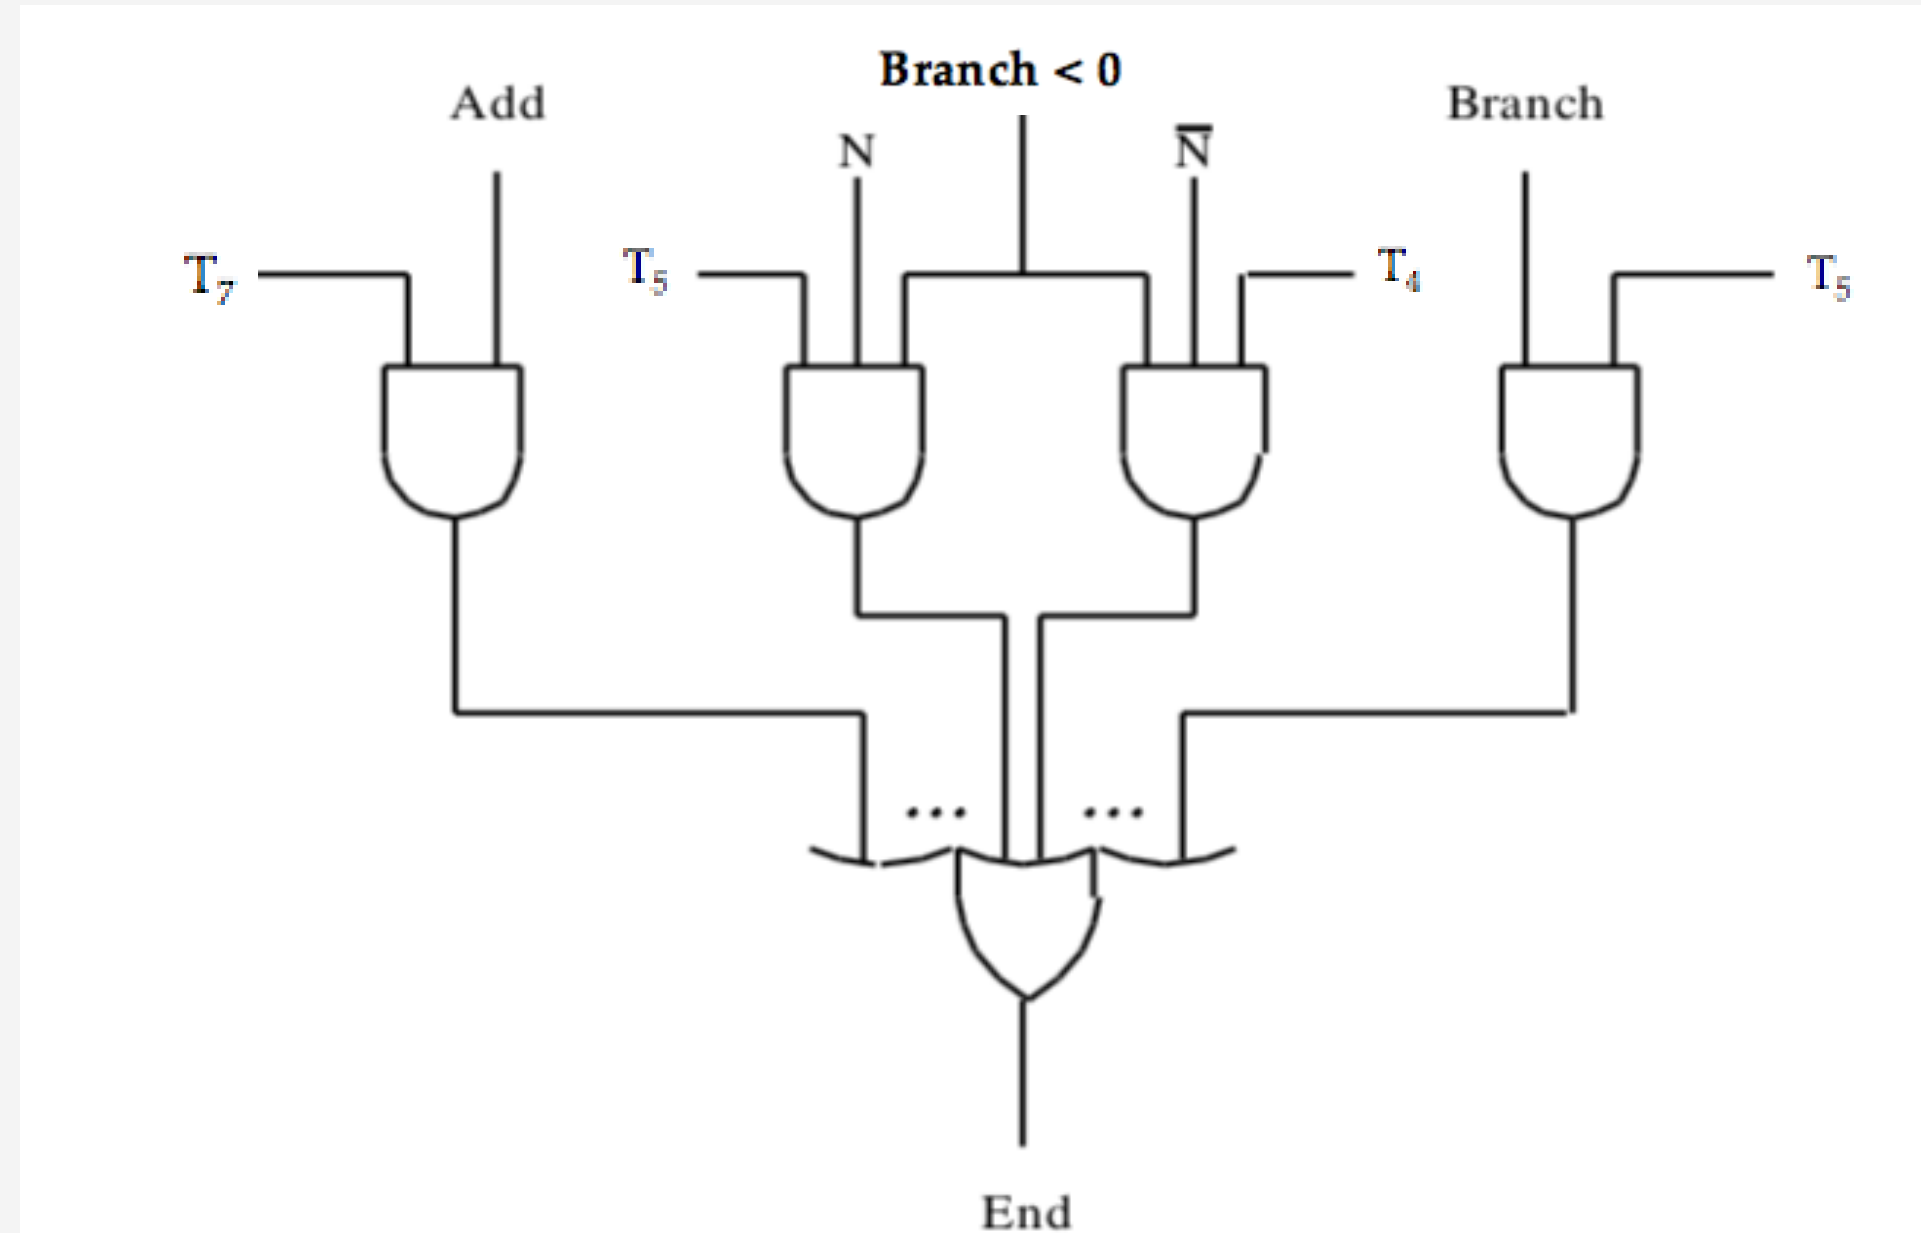 Branch < 0
Add
Branch
N
N̅
T₇
T₅
T₄
T₅
...
...
End